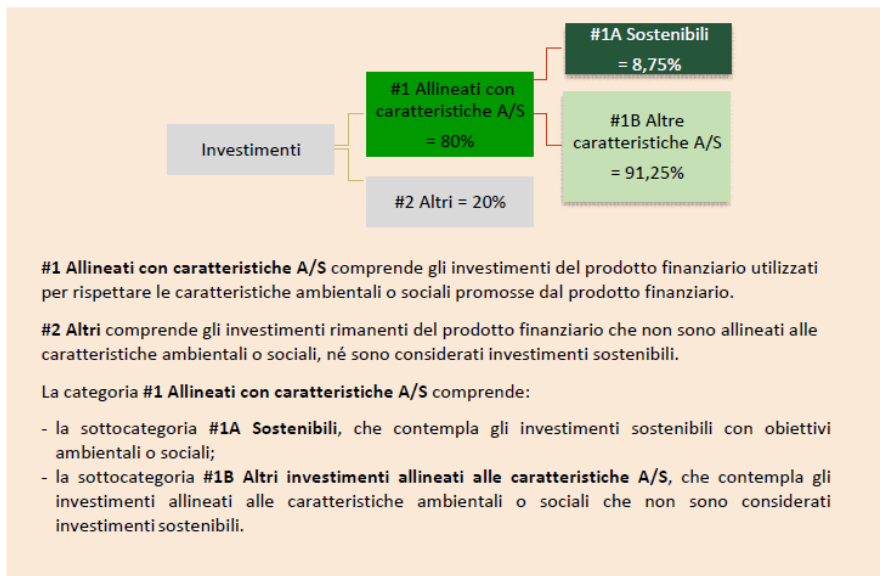 #1A Sostenibili
= 8,75%
#1 Allineati con
caratteristiche A/S
= 80%
#1B Altre
caratteristiche A/S
= 91,25%
Investimenti
#2 Altri = 20%
#1 Allineati con caratteristiche A/S comprende gli investimenti del prodotto finanziario utilizzati
per rispettare le caratteristiche ambientali o sociali promosse dal prodotto finanziario.
#2 Altri comprende gli investimenti rimanenti del prodotto finanziario che non sono allineati alle
caratteristiche ambientali o sociali, né sono considerati investimenti sostenibili.
La categoria #1 Allineati con caratteristiche A/S comprende:
- la sottocategoria #1A Sostenibili, che contempla gli investimenti sostenibili con obiettivi
ambientali o sociali;
- la sottocategoria #1B Altri investimenti allineati alle caratteristiche A/S, che contempla gli
investimenti allineati alle caratteristiche ambientali o sociali che non sono considerati
investimenti sostenibili.